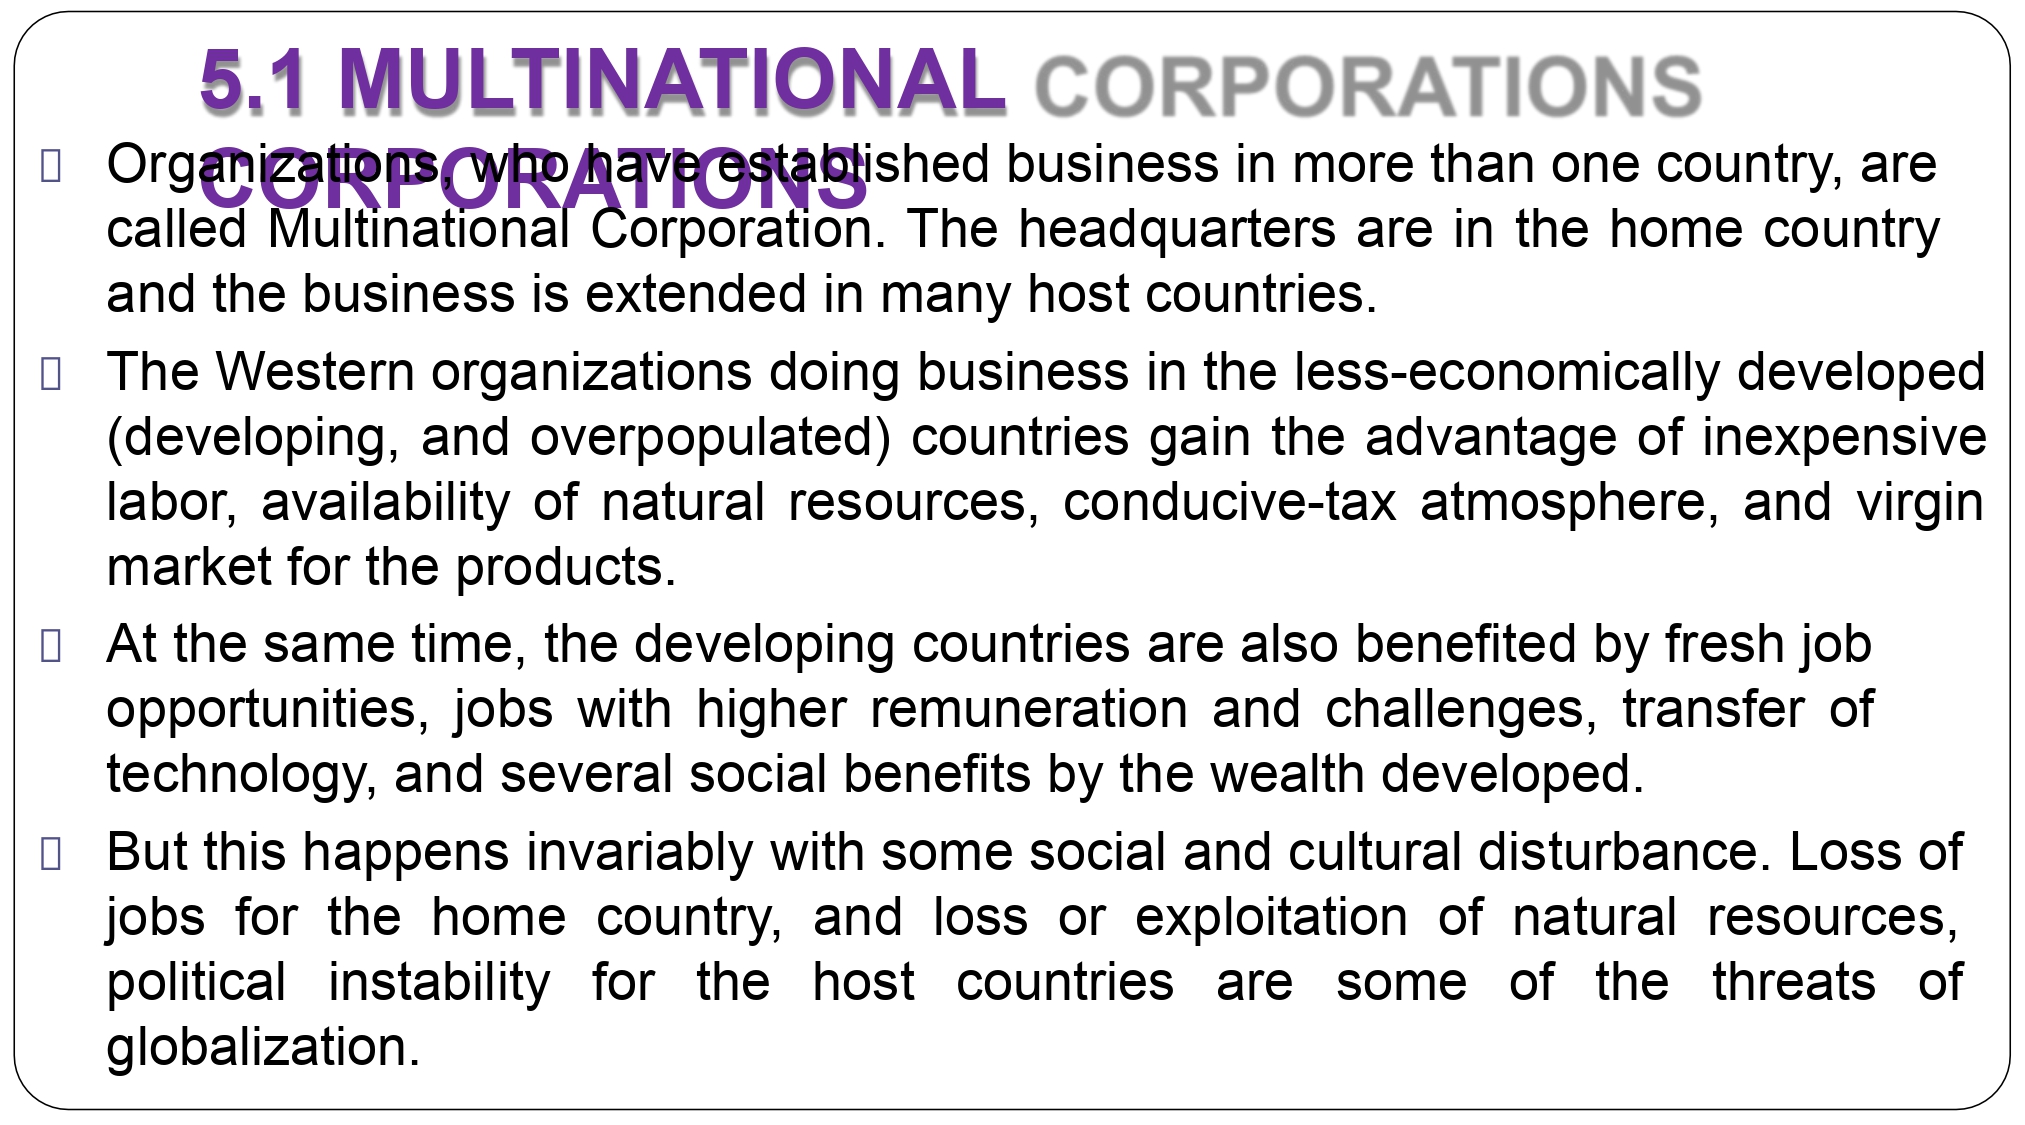 5.1 MULTINATIONAL
CORPORATIONS
Organizations, who have established business in more than one country, are
called Multinational Corporation. The headquarters are in the home country
and the business is extended in many host countries.
The Western organizations doing business in the less-economically developed
(developing, and overpopulated) countries gain the advantage of inexpensive
labor, availability of natural resources, conducive-tax atmosphere, and virgin
market for the products.
At the same time, the developing countries are also benefited by fresh job
opportunities, jobs with higher remuneration and challenges, transfer of
technology, and several social benefits by the wealth developed.
But this happens invariably with some social and cultural disturbance. Loss of
jobs for the home country, and loss or exploitation of natural resources,
political instability for the host countries are some of the threats of
globalization.